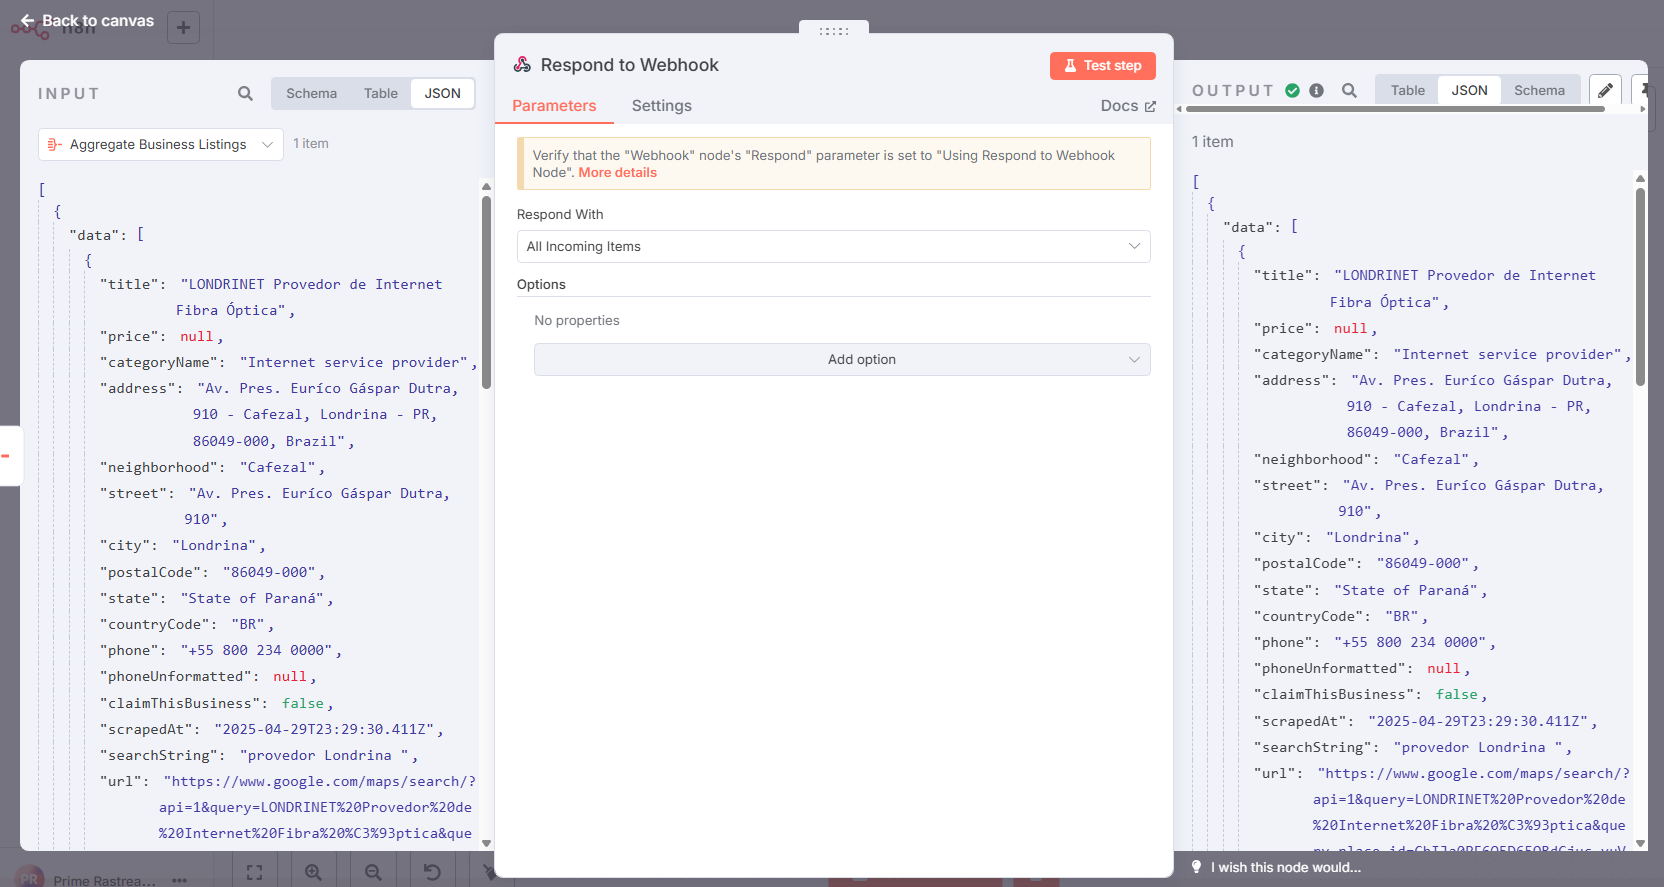 Back to canvas
n8n
INPUT
Schema
Table
JSON
Aggregate Business Listings
1 item
[
{
"data": [
{
"title": "LONDRINET Provedor de Internet
Fibra Óptica",
"price": null,
"categoryName": "Internet service provider",
"address": "Av. Pres. Euríco Gáspar Dutra,
910 - Cafezal, Londrina - PR,
86049-000, Brazil",
"neighborhood": "Cafezal",
"street": "Av. Pres. Euríco Gáspar Dutra,
910",
"city": "Londrina",
"postalCode": "86049-000",
"state": "State of Paraná",
"countryCode": "BR",
"phone": "+55 800 234 0000",
"phoneUnformatted": null,
"claimThisBusiness": false,
"scrapedAt": "2025-04-29T23:29:30.411Z",
"searchString": "provedor Londrina ",
"url": "https://www.google.com/maps/search/?
api=1&query=LONDRINET%20Provedor%20de
%20Internet%20Fibra%20%C3%93ptica&que
Respond to Webhook
Test step
Parameters
Settings
Docs
Verify that the "Webhook" node's "Respond" parameter is set to "Using Respond to Webhook
Node". More details
Respond With
All Incoming Items
Options
No properties
Add option
OUTPUT
Table
JSON
Schema
1 item
[
{
"data": [
{
"title": "LONDRINET Provedor de Internet
Fibra Óptica",
"price": null,
"categoryName": "Internet service provider",
"address": "Av. Pres. Euríco Gáspar Dutra,
910 - Cafezal, Londrina - PR,
86049-000, Brazil",
"neighborhood": "Cafezal",
"street": "Av. Pres. Euríco Gáspar Dutra,
910",
"city": "Londrina",
"postalCode": "86049-000",
"state": "State of Paraná",
"countryCode": "BR",
"phone": "+55 800 234 0000",
"phoneUnformatted": null,
"claimThisBusiness": false,
"scrapedAt": "2025-04-29T23:29:30.411Z",
"searchString": "provedor Londrina ",
"url": "https://www.google.com/maps/search/?
api=1&query=LONDRINET%20Provedor%20de
%20Internet%20Fibra%20%C3%93ptica&que
I wish this node would...
PR
Prime Rastrea...